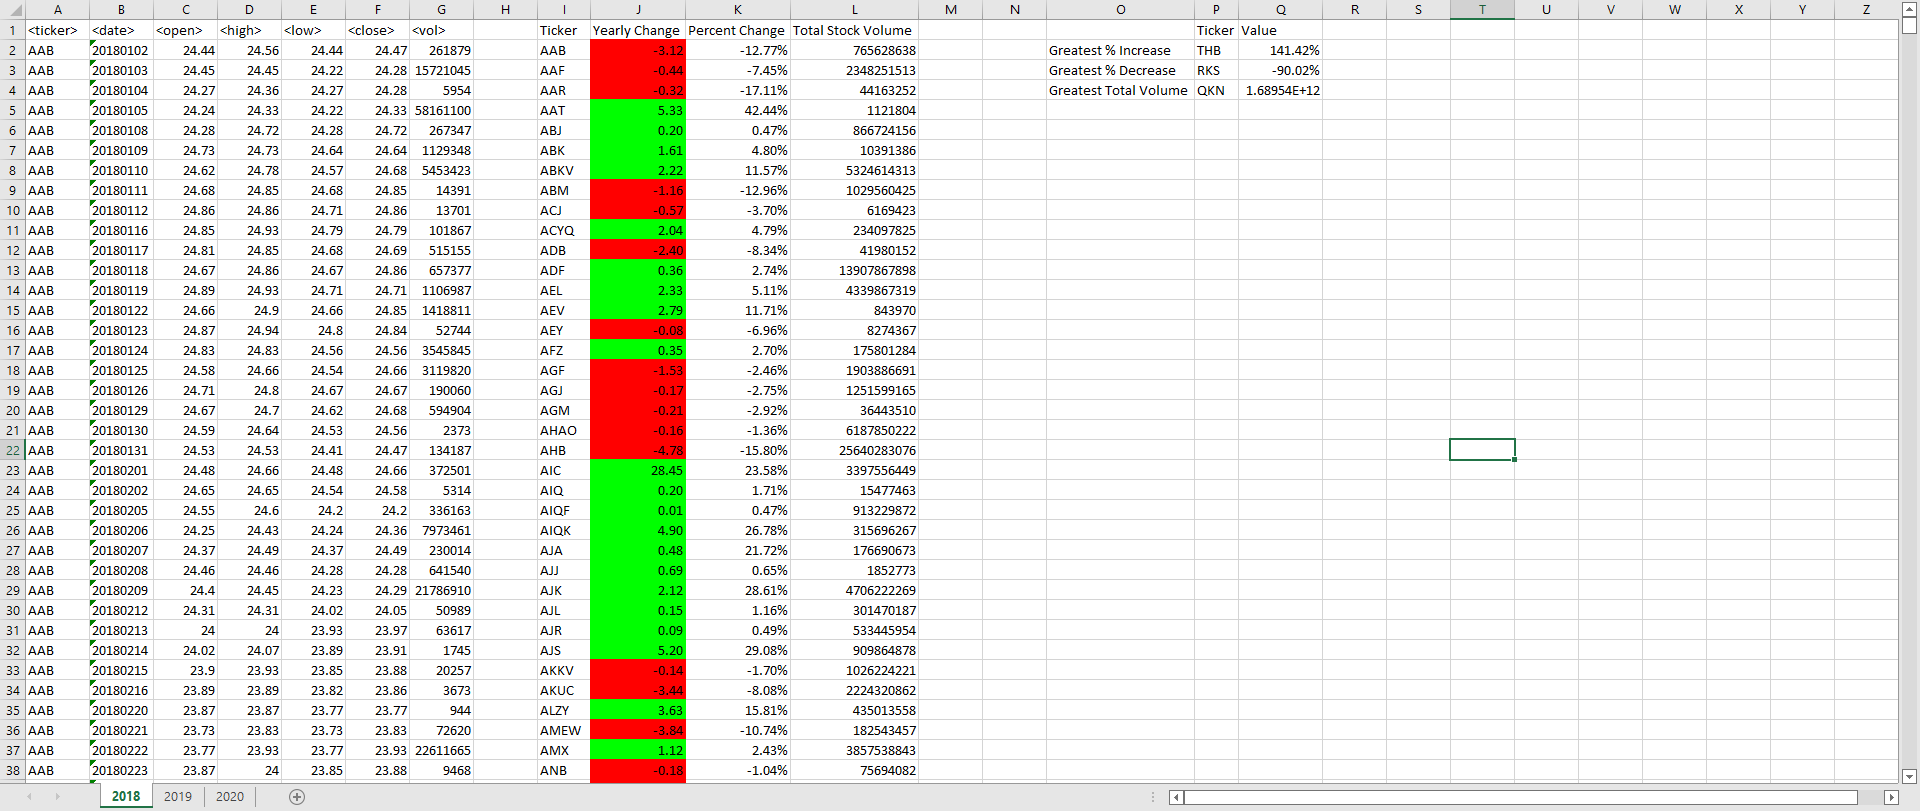 A B C D E F G H I J K L M N O P Q R S T U V W X Y Z
1 <ticker> <date> <open> <high> <low> <close> <vol> Ticker Yearly Change Percent Change Total Stock Volume Ticker Value
2 AAB 20180102 24.44 24.56 24.44 24.47 261879 AAB -3.12 -12.77% 765628638 Greatest % Increase THB 141.42%
3 AAB 20180103 24.45 24.45 24.22 24.28 15721045 AAF -0.44 -7.45% 2348251513 Greatest % Decrease RKS -90.02%
4 AAB 20180104 24.27 24.36 24.27 24.28 5954 AAR -0.32 -17.11% 44163252 Greatest Total Volume QKN 1.68954E+12
5 AAB 20180105 24.24 24.33 24.22 24.33 58161100 AAT 5.33 42.44% 1121804
6 AAB 20180108 24.28 24.72 24.28 24.72 267347 ABJ 0.20 0.47% 866724156
7 AAB 20180109 24.73 24.73 24.64 24.64 1129348 ABK 1.61 4.80% 10391386
8 AAB 20180110 24.62 24.78 24.57 24.68 5453423 ABKV 2.22 11.57% 5324614313
9 AAB 20180111 24.68 24.85 24.68 24.85 14391 ABM -1.16 -12.96% 1029560425
10 AAB 20180112 24.86 24.86 24.71 24.86 13701 ACJ -0.57 -3.70% 6169423
11 AAB 20180116 24.85 24.93 24.79 24.79 101867 ACYQ 2.04 4.79% 234097825
12 AAB 20180117 24.81 24.85 24.68 24.69 515155 ADB -2.40 -8.34% 41980152
13 AAB 20180118 24.67 24.86 24.67 24.86 657377 ADF 0.36 2.74% 13907867898
14 AAB 20180119 24.89 24.93 24.71 24.71 1106987 AEL 2.33 5.11% 4339867319
15 AAB 20180122 24.66 24.9 24.66 24.85 1418811 AEV 2.79 11.71% 843970
16 AAB 20180123 24.87 24.94 24.8 24.84 52744 AEY -0.08 -6.96% 8274367
17 AAB 20180124 24.83 24.83 24.56 24.56 3545845 AFZ 0.35 2.70% 175801284
18 AAB 20180125 24.58 24.66 24.54 24.66 3119820 AGF -1.53 -2.46% 1903886691
19 AAB 20180126 24.71 24.8 24.67 24.67 190060 AGJ -0.17 -2.75% 1251599165
20 AAB 20180129 24.67 24.7 24.62 24.68 594904 AGM -0.21 -2.92% 36443510
21 AAB 20180130 24.59 24.64 24.53 24.56 2373 AHAO -0.16 -1.36% 6187850222
22 AAB 20180131 24.53 24.53 24.41 24.47 134187 AHB -4.78 -15.80% 25640283076
23 AAB 20180201 24.48 24.66 24.48 24.66 372501 AIC 28.45 23.58% 3397556449
24 AAB 20180202 24.65 24.65 24.54 24.58 5314 AIQ 0.20 1.71% 15477463
25 AAB 20180205 24.55 24.6 24.2 24.2 336163 AIQF 0.01 0.47% 913229872
26 AAB 20180206 24.25 24.43 24.24 24.36 7973461 AIQK 4.90 26.78% 315696267
27 AAB 20180207 24.37 24.49 24.37 24.49 230014 AJA 0.48 21.72% 176690673
28 AAB 20180208 24.46 24.46 24.28 24.28 641540 AJJ 0.69 0.65% 1852773
29 AAB 20180209 24.4 24.45 24.23 24.29 21786910 AJK 2.12 28.61% 4706222269
30 AAB 20180212 24.31 24.31 24.02 24.05 50989 AJL 0.15 1.16% 301470187
31 AAB 20180213 24 24 23.93 23.97 63617 AJR 0.09 0.49% 533445954
32 AAB 20180214 24.02 24.07 23.89 23.91 1745 AJS 5.20 29.08% 909864878
33 AAB 20180215 23.9 23.93 23.85 23.88 20257 AKKV -0.14 -1.70% 1026224221
34 AAB 20180216 23.89 23.89 23.82 23.86 3673 AKUC -3.44 -8.08% 2224320862
35 AAB 20180220 23.87 23.87 23.77 23.77 944 ALZY 3.63 15.81% 435013558
36 AAB 20180221 23.73 23.83 23.73 23.83 72620 AMEW -3.84 -10.74% 182543457
37 AAB 20180222 23.77 23.93 23.77 23.93 22611665 AMX 1.12 2.43% 3857538843
38 AAB 20180223 23.87 24 23.85 23.88 9468 ANB -0.18 -1.04% 75694082
2018 2019 2020